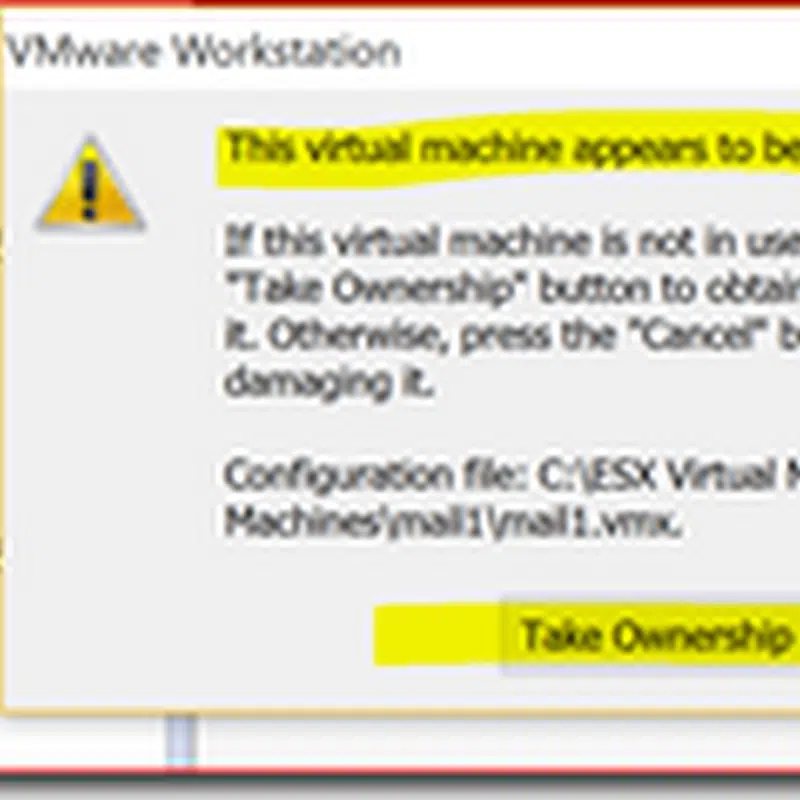 VMware Workstation
This virtual machine appears to be
If this virtual machine is not in use
"Take Ownership" button to obtain
it. Otherwise, press the "Cancel" b
damaging it.
Configuration file: C:\ESX Virtual M
Machines\mail1\mail1.vmx.
Take Ownership